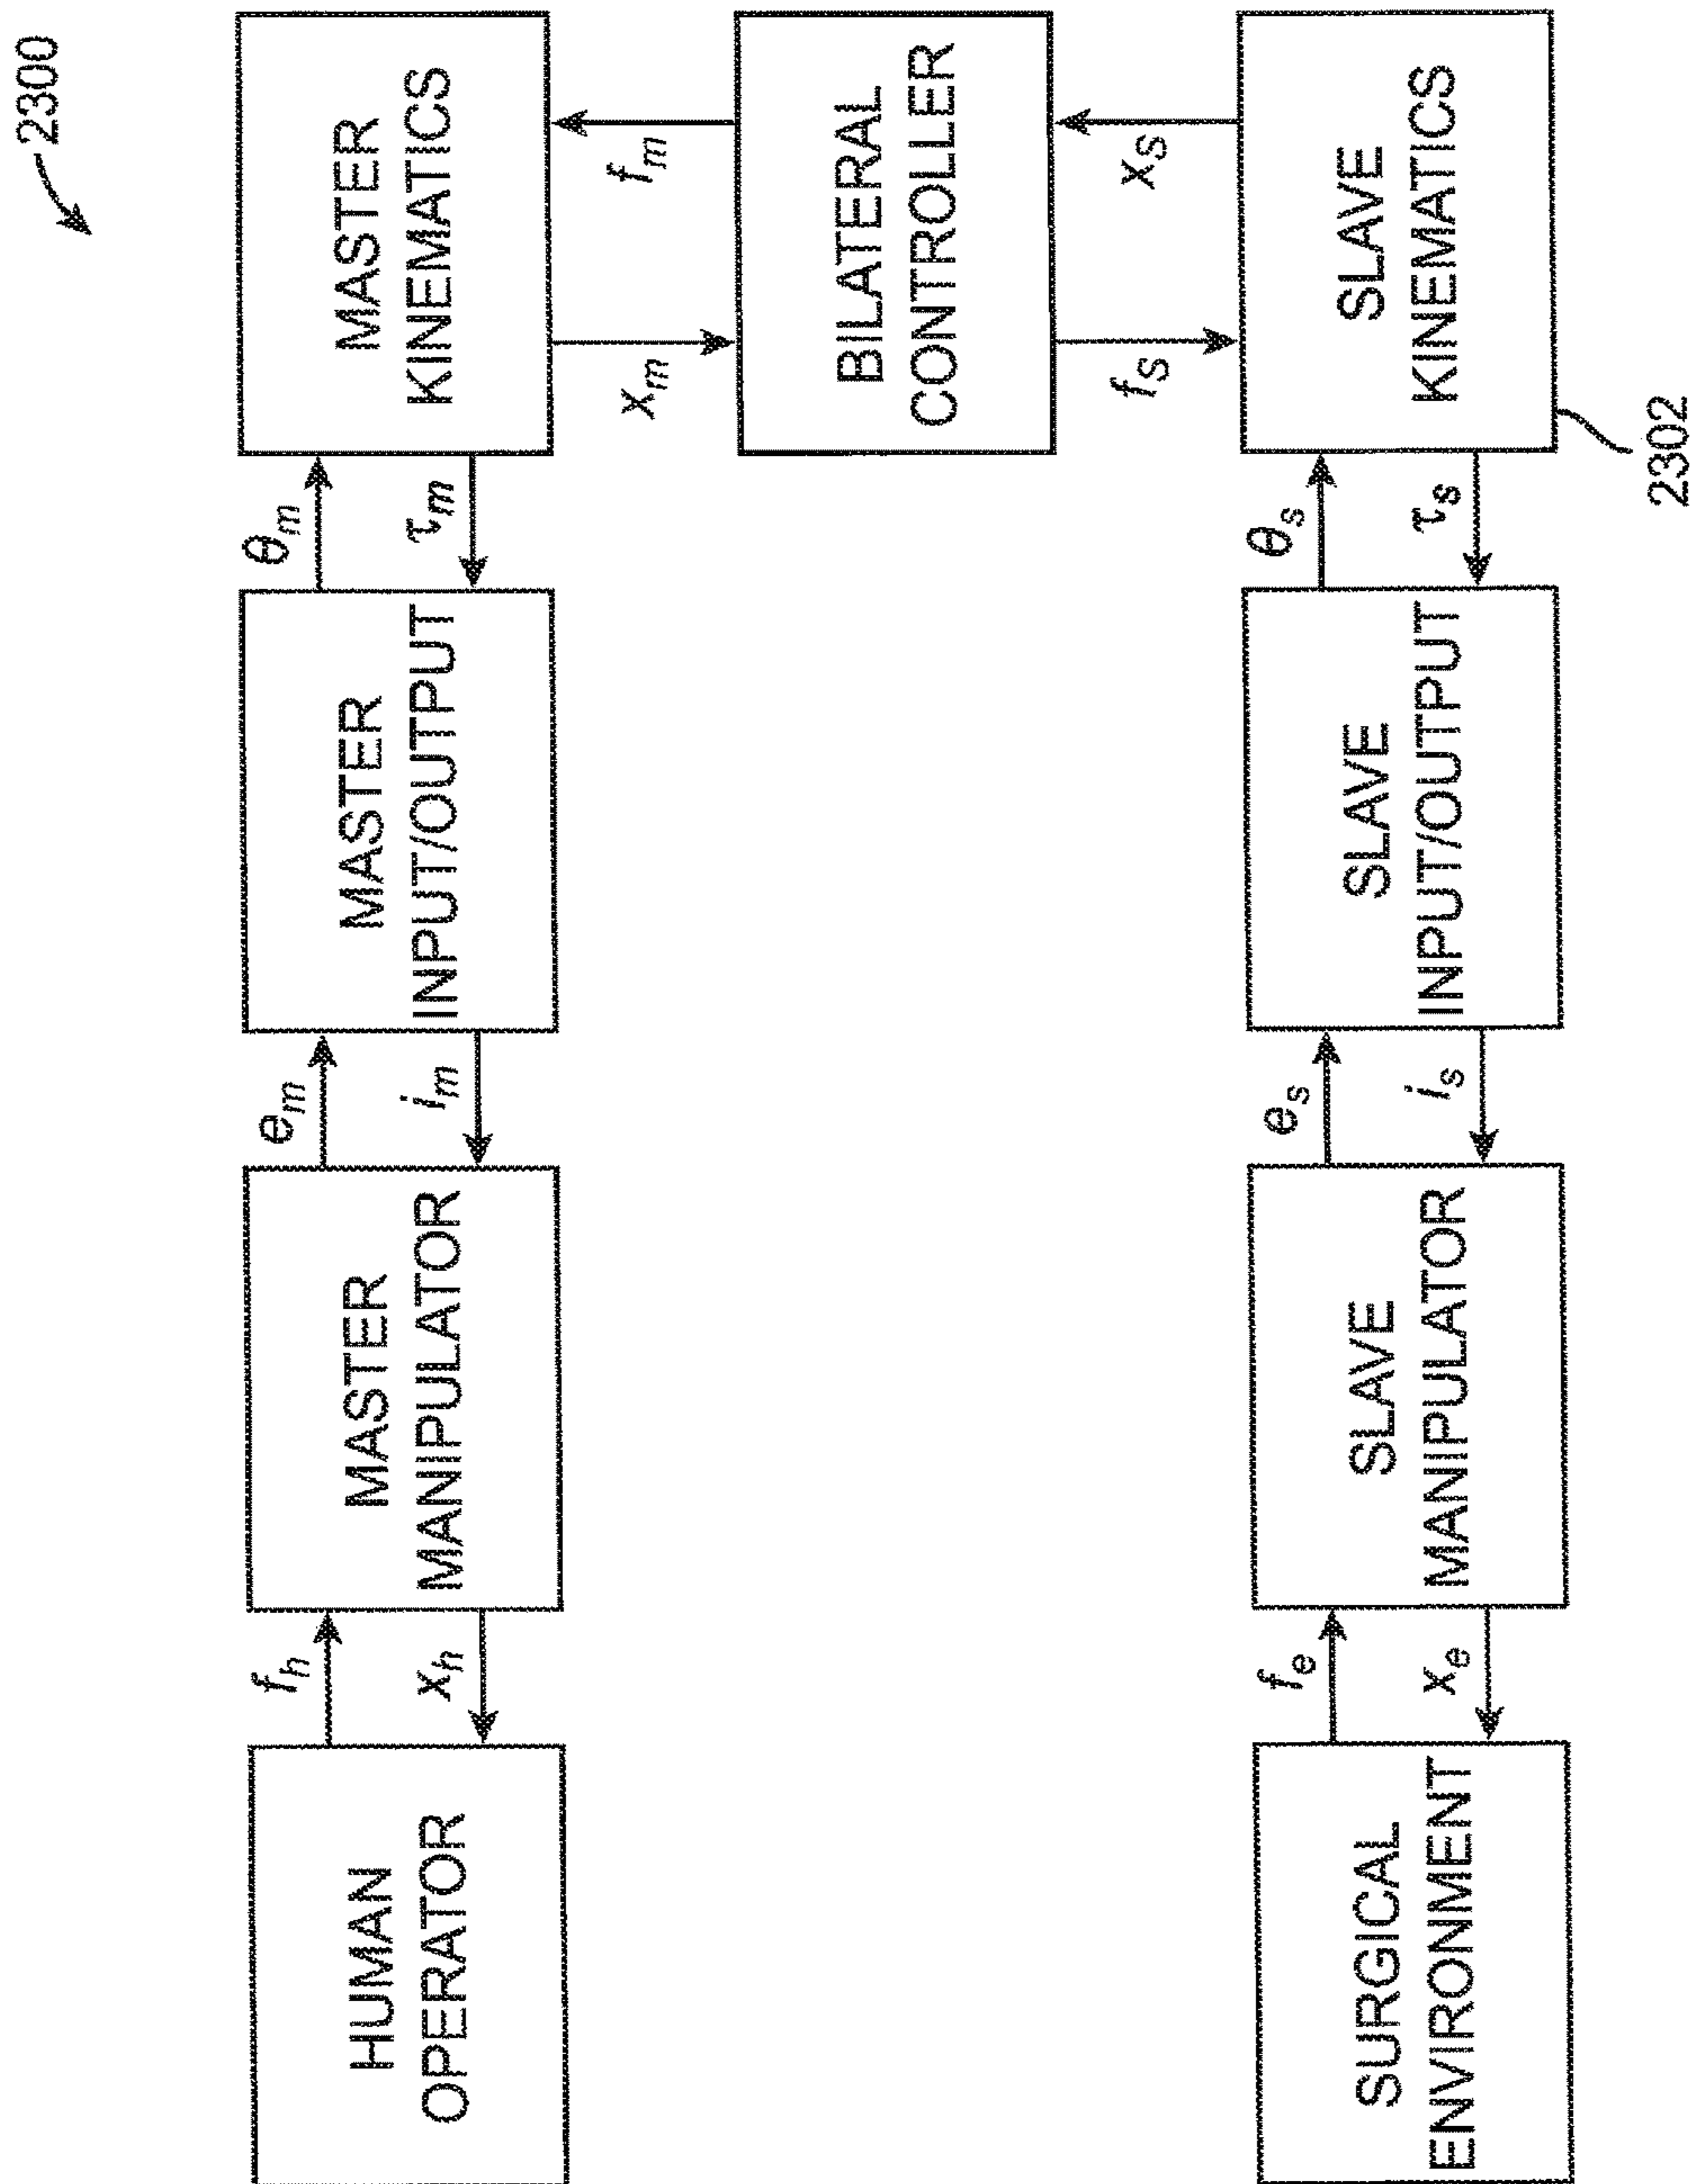 2300
HUMAN
OPERATOR
f_h
x_h
MASTER
MANIPULATOR
e_m
i_m
MASTER
INPUT/OUTPUT
θ_m
τ_m
MASTER
KINEMATICS
x_m
f_m
BILATERAL
CONTROLLER
f_s
x_s
SURGICAL
ENVIRONMENT
f_e
x_e
SLAVE
MANIPULATOR
e_s
i_s
SLAVE
INPUT/OUTPUT
θ_s
τ_s
SLAVE
KINEMATICS
2302